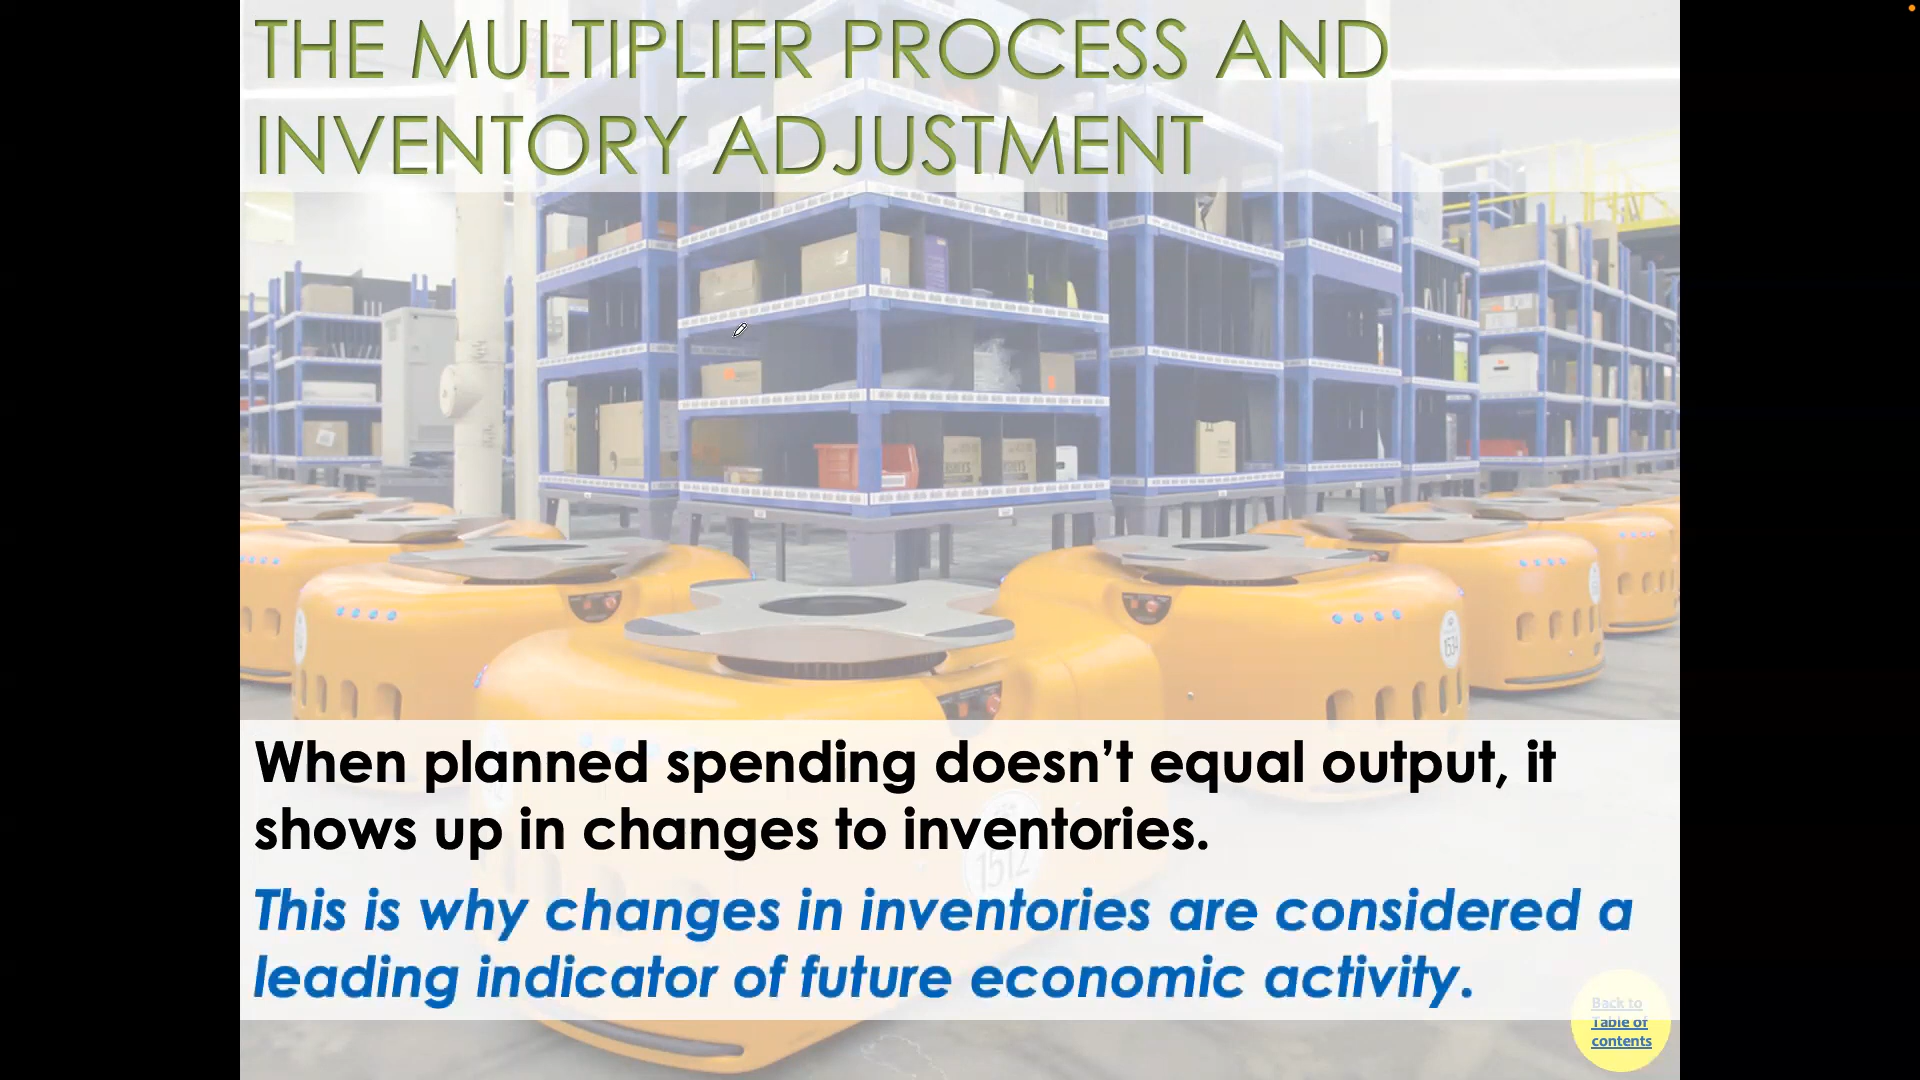 THE MULTIPLIER PROCESS AND
INVENTORY ADJUSTMENT
1534
When planned spending doesn’t equal output, it
shows up in changes to inventories.
1512
This is why changes in inventories are considered a
leading indicator of future economic activity.
Back to
Table of
contents